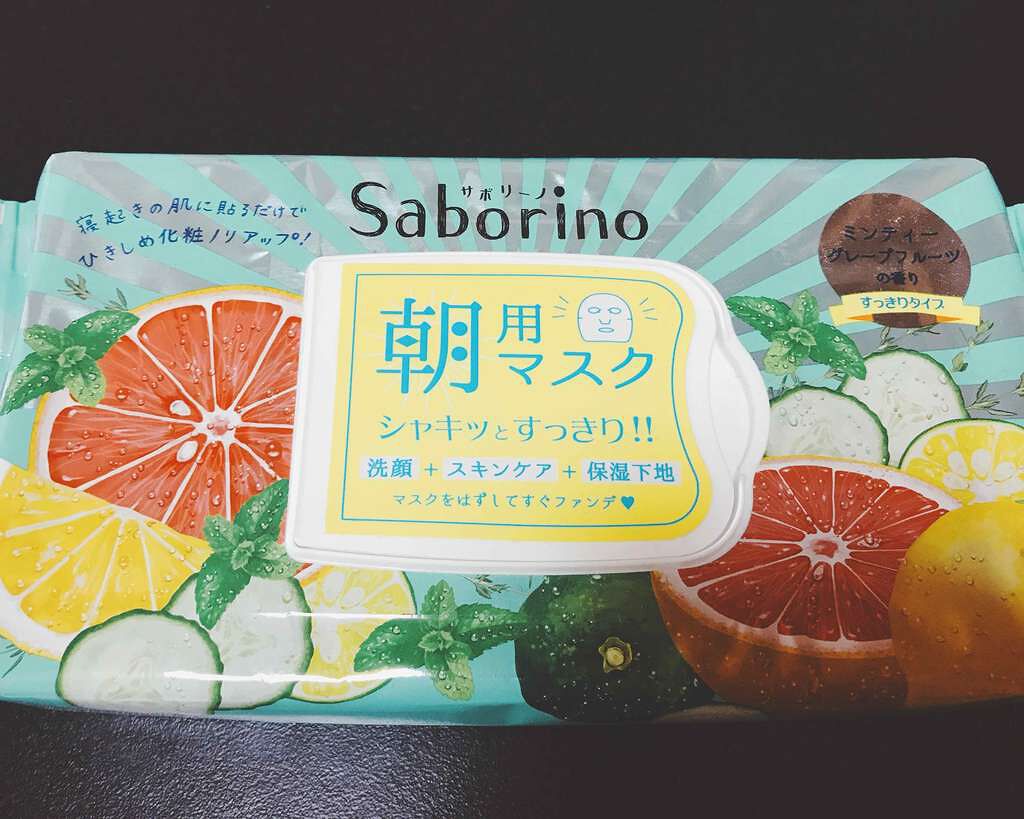 サボリーノ
Saborino
寝起きの肌に貼るだけで
ひきしめ化粧ノリアップ!
ミンティー
グレープフルーツ
の香り
すっきりタイプ
朝用マスク
シャキッとすっきり!!
洗顔 + スキンケア + 保湿下地
マスクをはずしてすぐファンデ♥